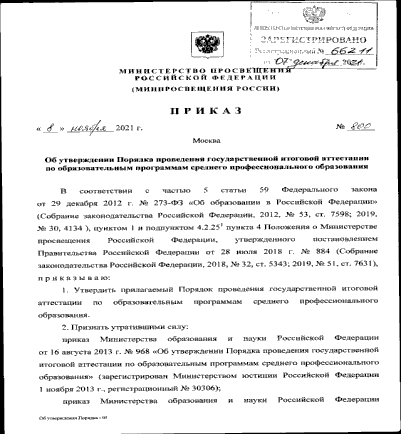 МИНИСТЕРСТВО ЮСТИЦИИ РОССИЙСКОЙ ФЕДЕРАЦИИ
ЗАРЕГИСТРИРОВАНО
Регистрационный № 66211
от 07 декабря 2021.
МИНИСТЕРСТВО ПРОСВЕЩЕНИЯ
РОССИЙСКОЙ ФЕДЕРАЦИИ
(МИНПРОСВЕЩЕНИЯ РОССИИ)
ПРИКАЗ
« 8 » ноября 2021 г.
№ 800
Москва
Об утверждении Порядка проведения государственной итоговой аттестации
по образовательным программам среднего профессионального образования
В соответствии с частью 5 статьи 59 Федерального закона
от 29 декабря 2012 г. № 273-ФЗ «Об образовании в Российской Федерации»
(Собрание законодательства Российской Федерации, 2012, № 53, ст. 7598; 2019,
№ 30, 4134 ), пунктом 1 и подпунктом 4.2.25¹ пункта 4 Положения о Министерстве
просвещения Российской Федерации, утвержденного постановлением
Правительства Российской Федерации от 28 июля 2018 г. № 884 (Собрание
законодательства Российской Федерации, 2018, № 32, ст. 5343; 2019, № 51, ст. 7631),
п р и к а з ы в а ю:
1. Утвердить прилагаемый Порядок проведения государственной итоговой
аттестации по образовательным программам среднего профессионального
образования.
2. Признать утратившими силу:
приказ Министерства образования и науки Российской Федерации
от 16 августа 2013 г. № 968 «Об утверждении Порядка проведения государственной
итоговой аттестации по образовательным программам среднего профессионального
образования» (зарегистрирован Министерством юстиции Российской Федерации
1 ноября 2013 г., регистрационный № 30306);
приказ Министерства образования и науки Российской Федерации
Об утверждении Порядка - 05